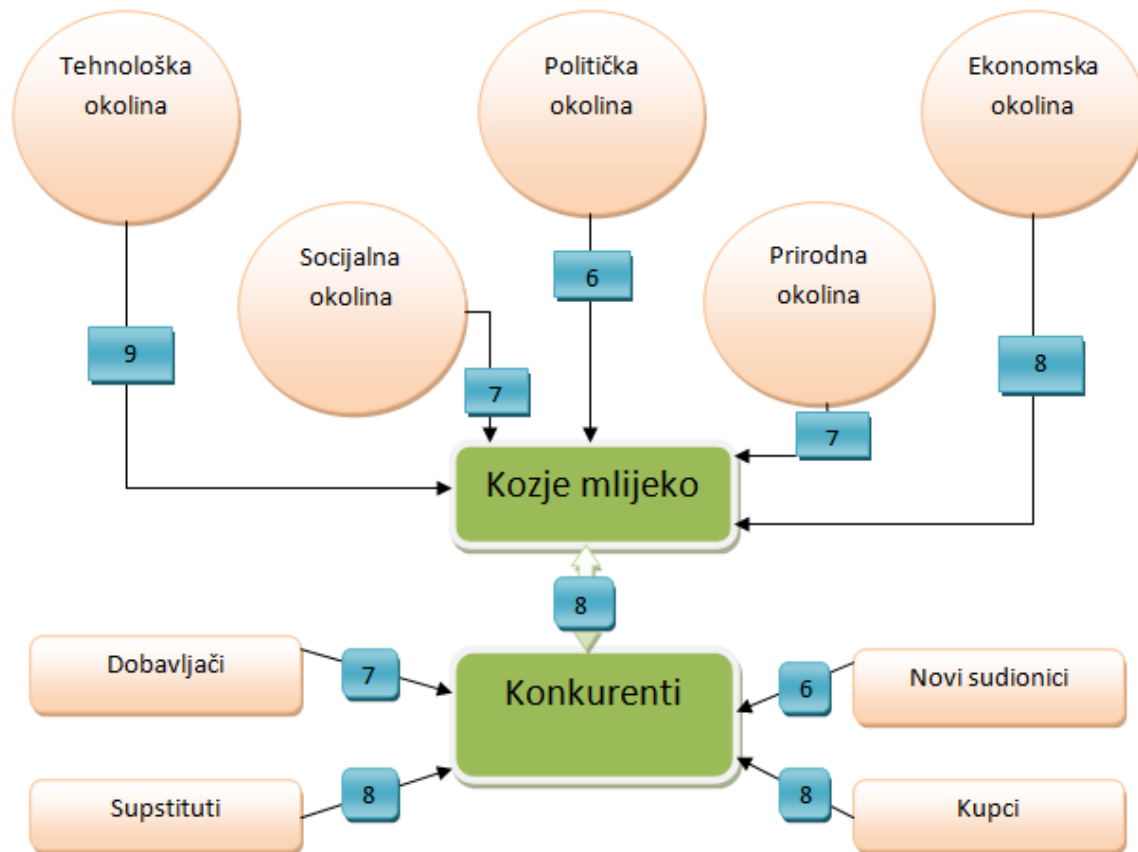 Tehnološka
okolina
Politička
okolina
Ekonomska
okolina
Socijalna
okolina
Prirodna
okolina
6
9
8
7
7
Kozje mlijeko
8
Dobavljači
7
Konkurenti
6
Novi sudionici
Supstituti
8
8
Kupci